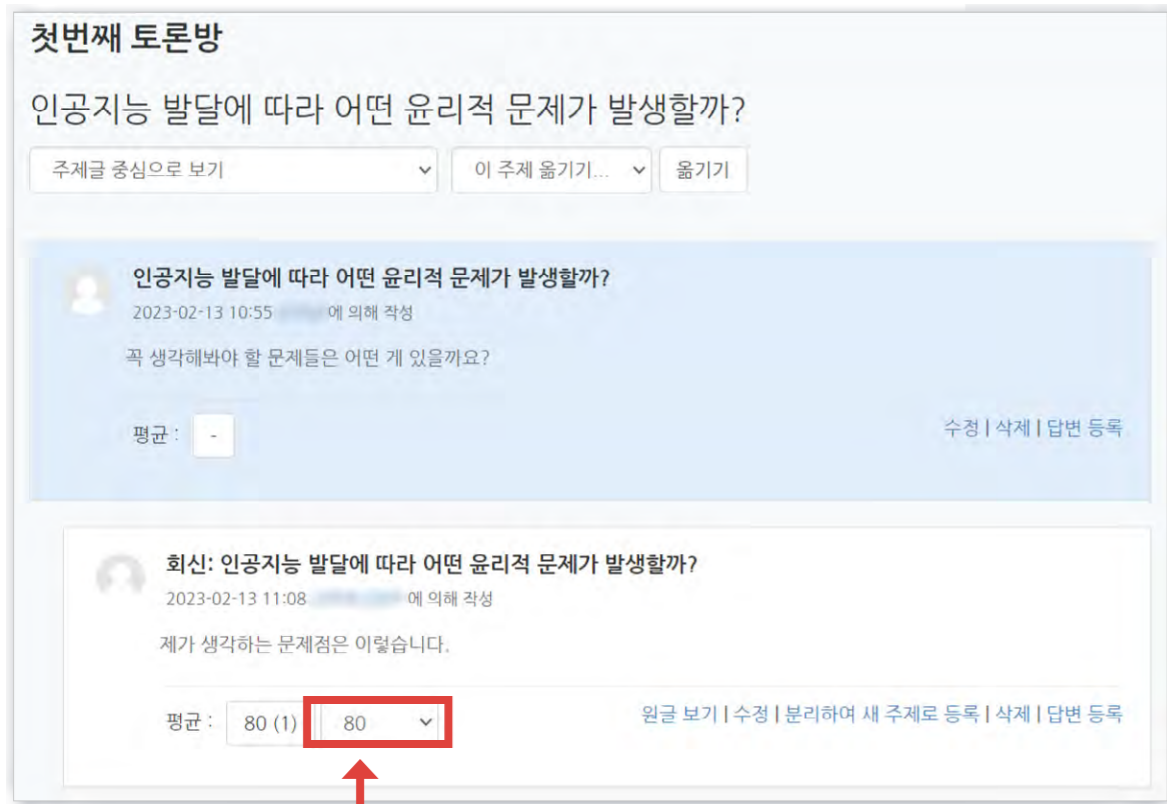 첫번째 토론방
인공지능 발달에 따라 어떤 윤리적 문제가 발생할까?
주제글 중심으로 보기 이 주제 옮기기... 옮기기
인공지능 발달에 따라 어떤 윤리적 문제가 발생할까?
2023-02-13 10:55 에 의해 작성
꼭 생각해봐야 할 문제들은 어떤 게 있을까요?
평균 : - 수정 | 삭제 | 답변 등록
회신: 인공지능 발달에 따라 어떤 윤리적 문제가 발생할까?
2023-02-13 11:08 에 의해 작성
제가 생각하는 문제점은 이렇습니다.
평균 : 80 (1) 80 원글 보기 | 수정 | 분리하여 새 주제로 등록 | 삭제 | 답변 등록